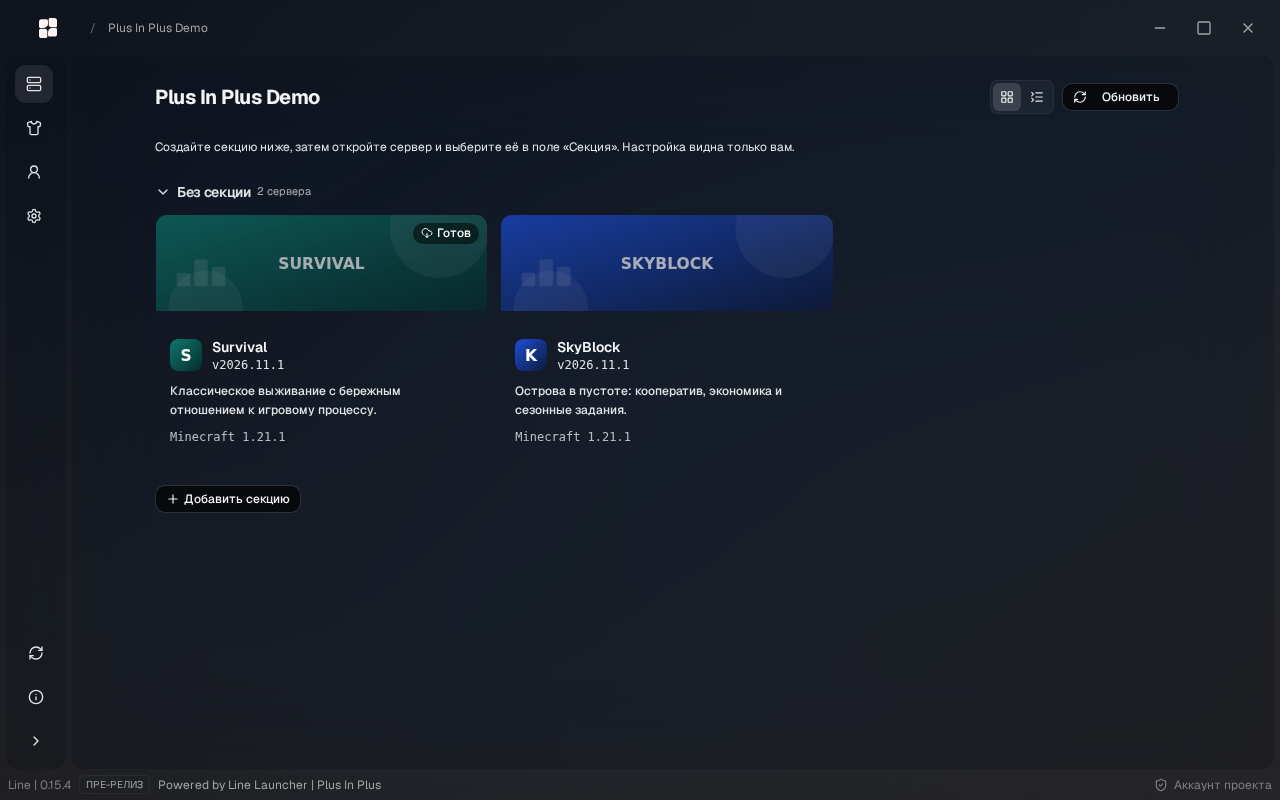 / Plus In Plus Demo
Plus In Plus Demo
Обновить
Создайте секцию ниже, затем откройте сервер и выберите её в поле «Секция». Настройка видна только вам.
Без секции 2 сервера
Готов
SURVIVAL
SKYBLOCK
S
Survival
v2026.11.1
Классическое выживание с бережным
отношением к игровому процессу.
Minecraft 1.21.1
K
SkyBlock
v2026.11.1
Острова в пустоте: кооператив, экономика и
сезонные задания.
Minecraft 1.21.1
Добавить секцию
Line | 0.15.4 ПРЕ-РЕЛИЗ Powered by Line Launcher | Plus In Plus
Аккаунт проекта